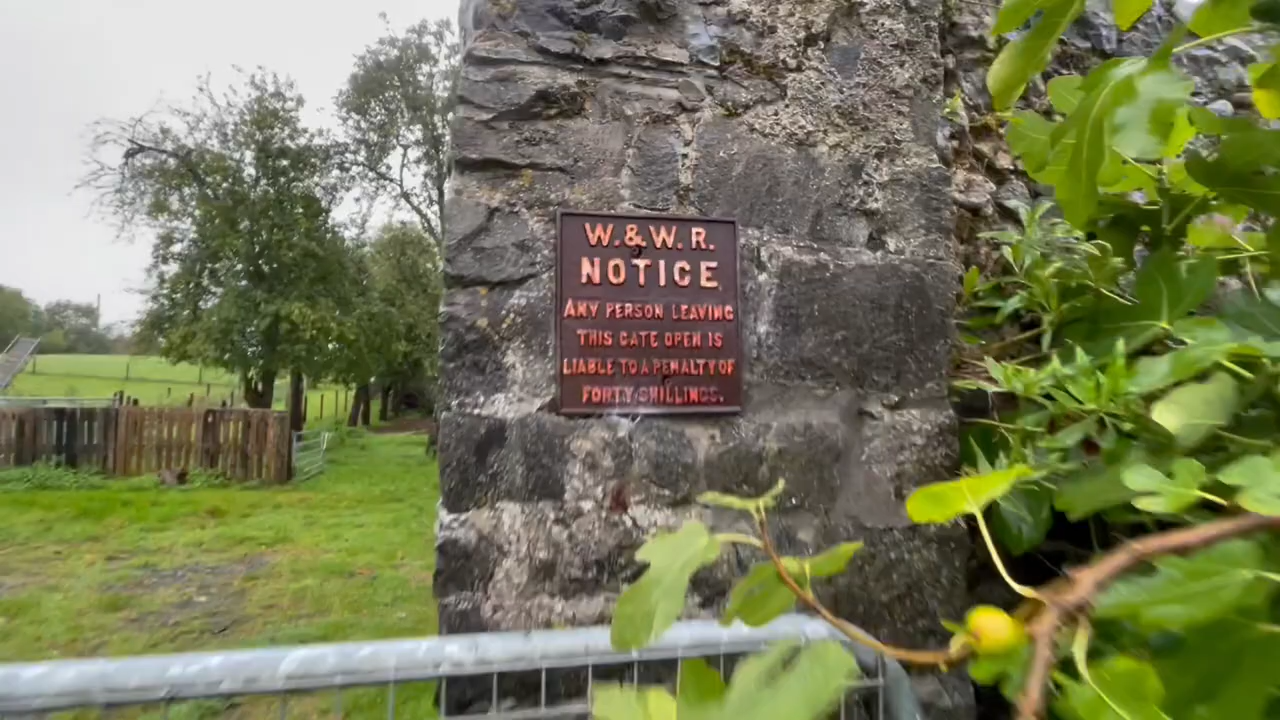 W. & W. R.
NOTICE
ANY PERSON LEAVING
THIS GATE OPEN IS
LIABLE TO A PENALTY OF
FORTY SHILLINGS.